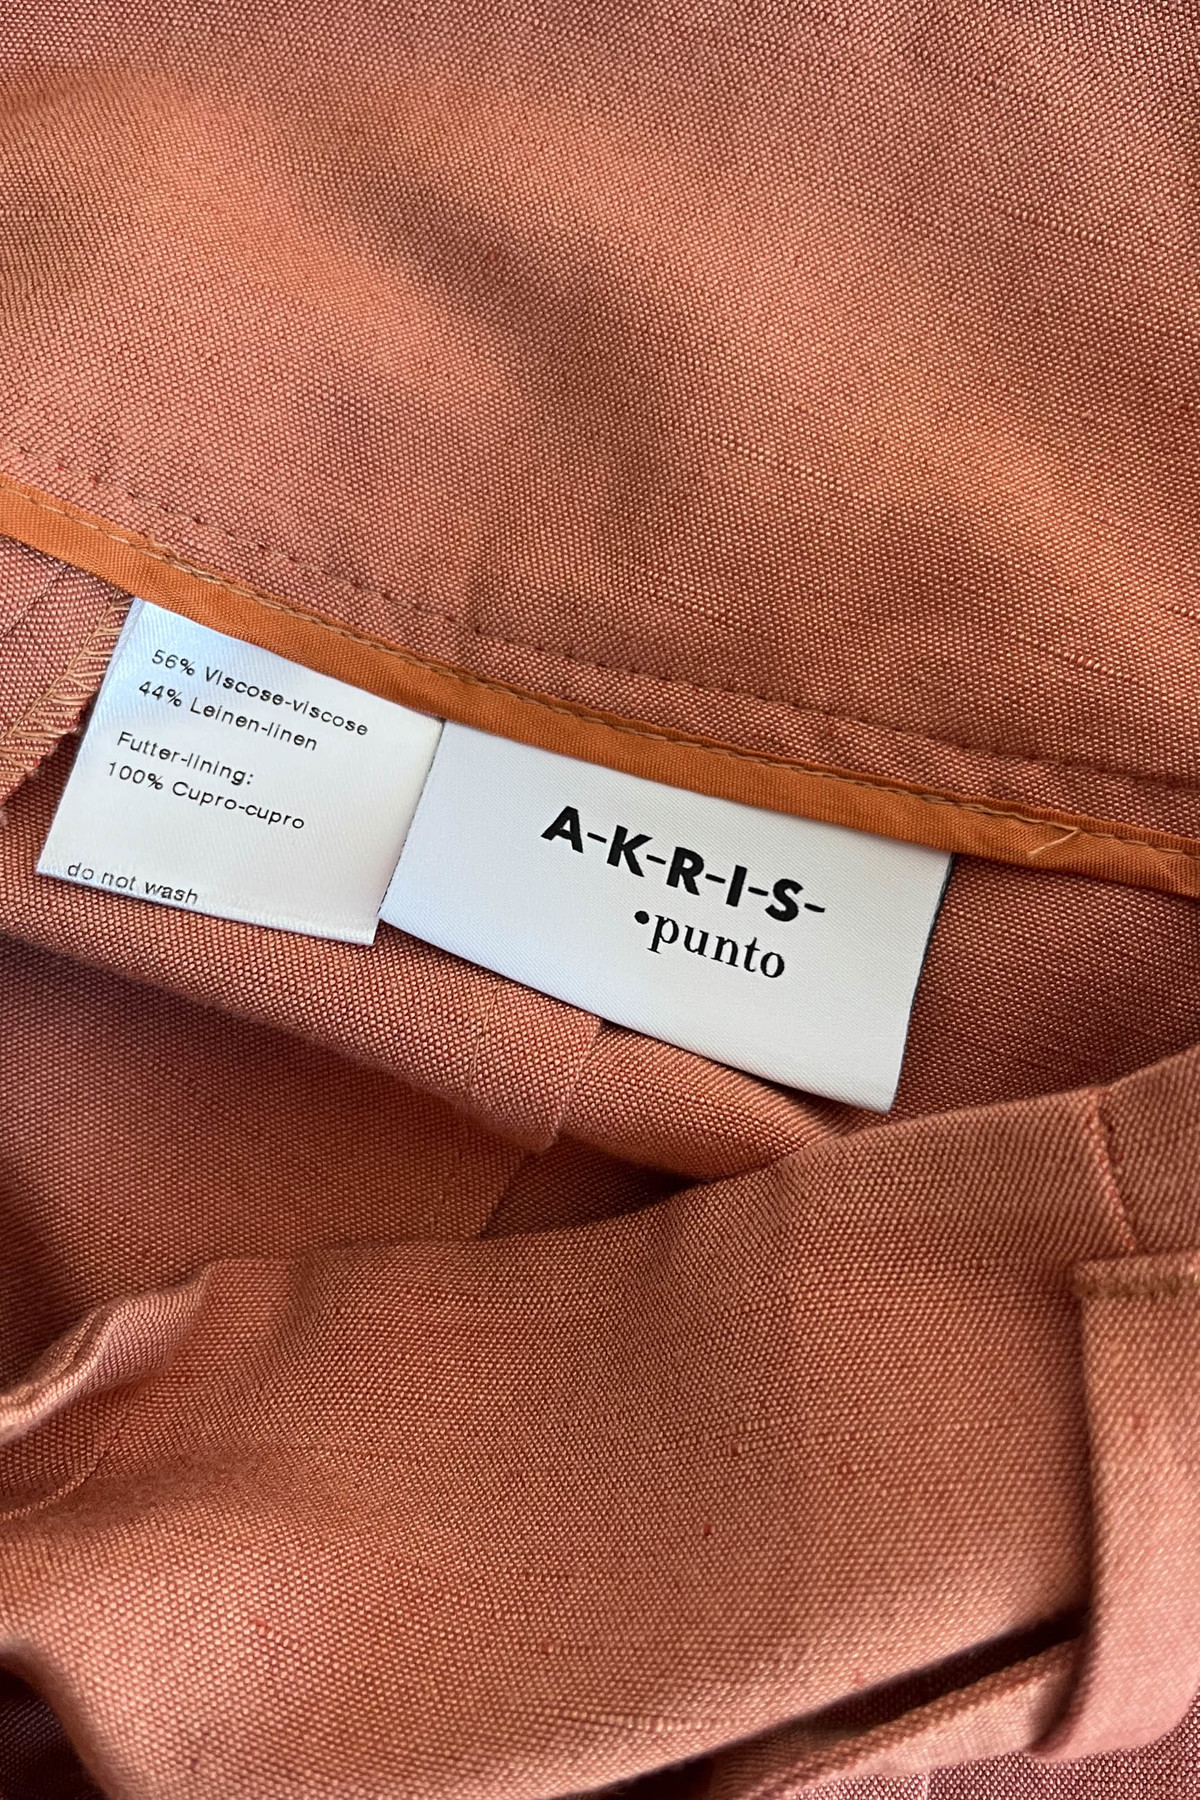 56% Viscose-viscose
44% Leinen-linen
Futter-lining:
100% Cupro-cupro
do not wash
A-K-R-I-S-
•punto